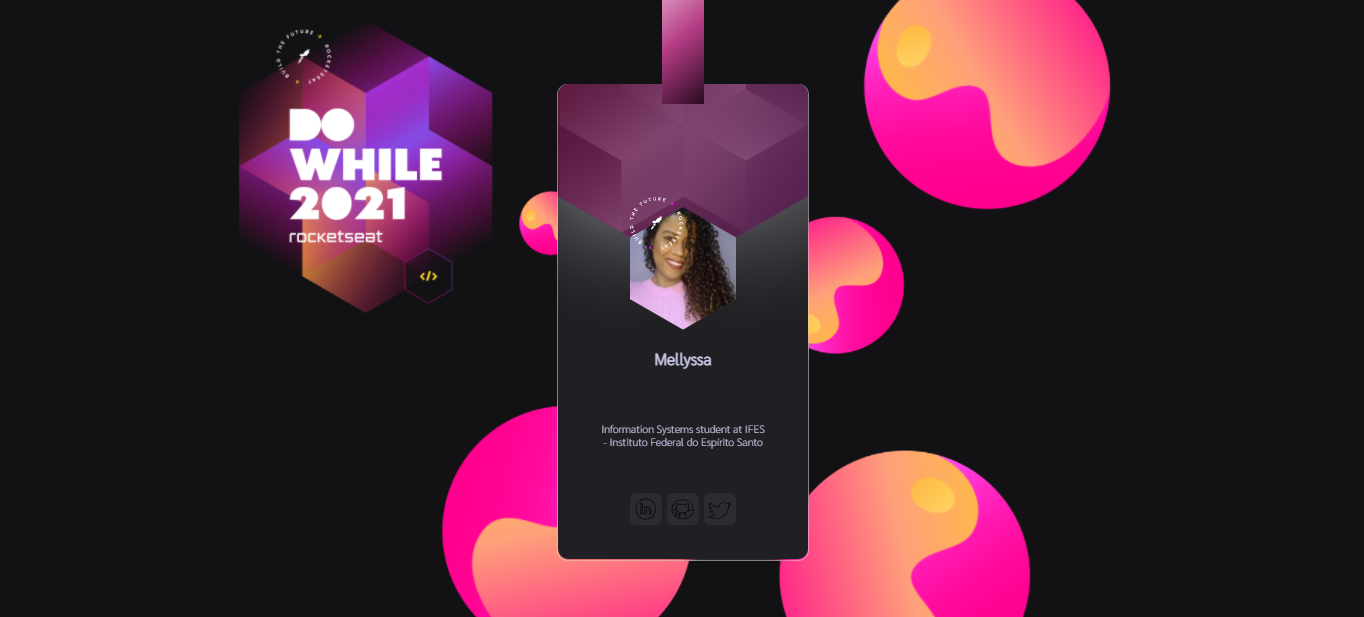 BUILD THE FUTURE
ROCKETSEAT
DO
WHILE
2021
rocketseat
</>
BUILD THE FUTURE
Mellyssa
Information Systems student at IFES
- Instituto Federal do Espírito Santo
in